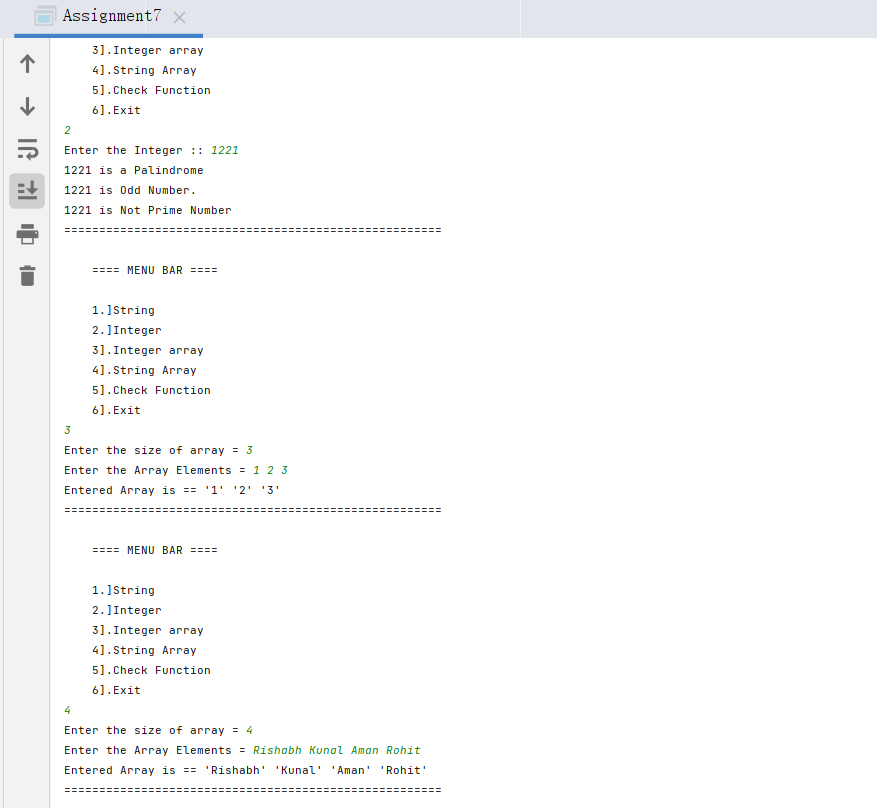 Assignment7
3].Integer array
4].String Array
5].Check Function
6].Exit
2
Enter the Integer :: 1221
1221 is a Palindrome
1221 is Odd Number.
1221 is Not Prime Number
======================================================
==== MENU BAR ====
1.]String
2.]Integer
3].Integer array
4].String Array
5].Check Function
6].Exit
3
Enter the size of array = 3
Enter the Array Elements = 1 2 3
Entered Array is == '1' '2' '3'
======================================================
==== MENU BAR ====
1.]String
2.]Integer
3].Integer array
4].String Array
5].Check Function
6].Exit
4
Enter the size of array = 4
Enter the Array Elements = Rishabh Kunal Aman Rohit
Entered Array is == 'Rishabh' 'Kunal' 'Aman' 'Rohit'
======================================================